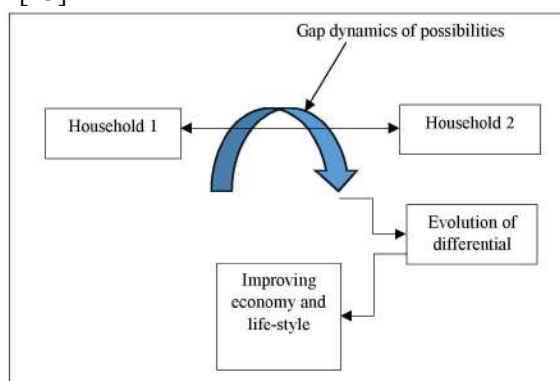 Gap dynamics of possibilities
Household 1
Household 2
Evolution of
differential
Improving
economy and
life-style